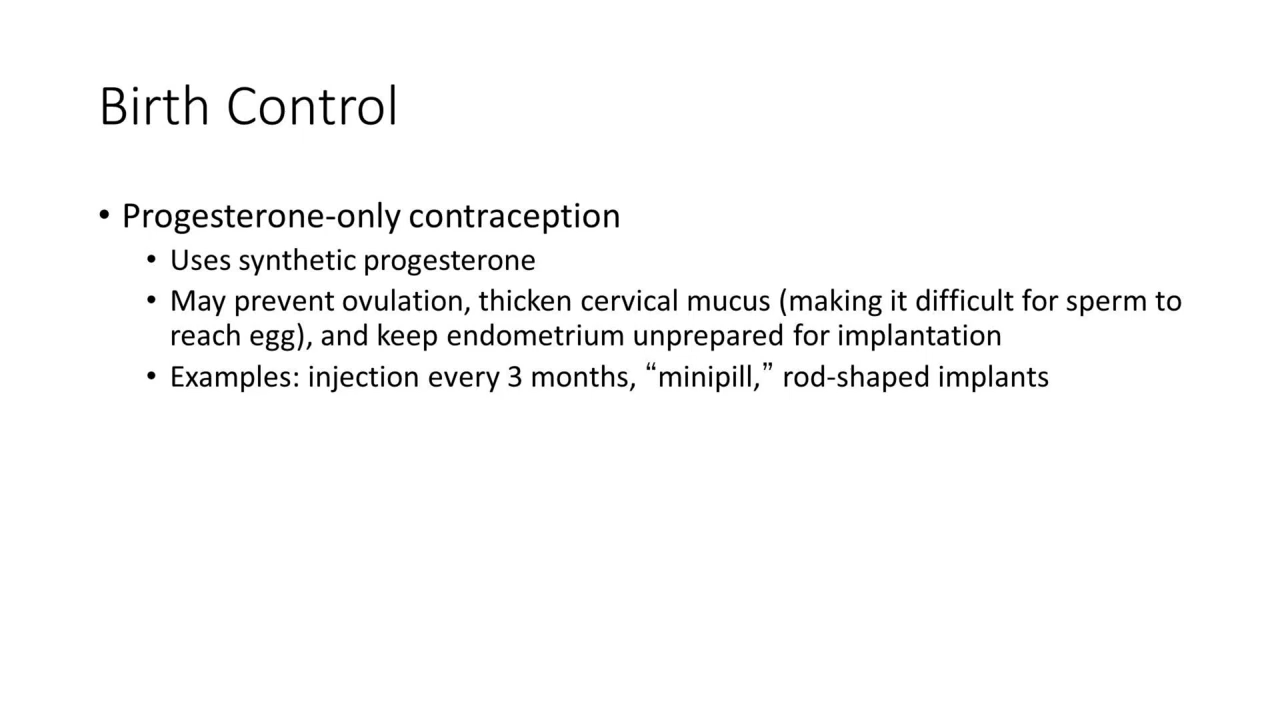 Birth Control
• Progesterone-only contraception
• Uses synthetic progesterone
• May prevent ovulation, thicken cervical mucus (making it difficult for sperm to
reach egg), and keep endometrium unprepared for implantation
• Examples: injection every 3 months, “minipill,” rod-shaped implants